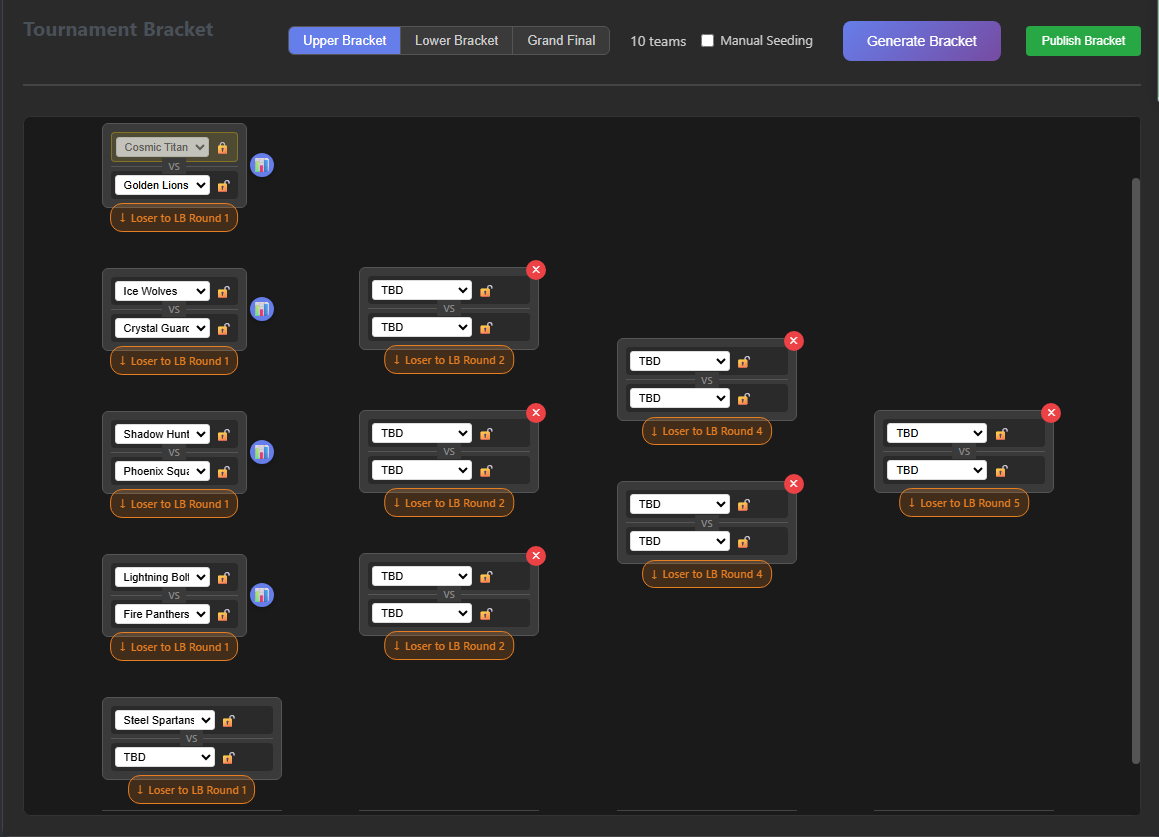 Tournament Bracket
Upper Bracket Lower Bracket Grand Final 10 teams Manual Seeding Generate Bracket Publish Bracket
Cosmic Titan
VS
Golden Lions
↓ Loser to LB Round 1
Ice Wolves
VS
Crystal Guarc
↓ Loser to LB Round 1
Shadow Hunt
VS
Phoenix Squa
↓ Loser to LB Round 1
Lightning Bolt
VS
Fire Panthers
↓ Loser to LB Round 1
Steel Spartans
VS
TBD
↓ Loser to LB Round 1
TBD
VS
TBD
↓ Loser to LB Round 2
TBD
VS
TBD
↓ Loser to LB Round 2
TBD
VS
TBD
↓ Loser to LB Round 2
TBD
VS
TBD
↓ Loser to LB Round 4
TBD
VS
TBD
↓ Loser to LB Round 4
TBD
VS
TBD
↓ Loser to LB Round 5